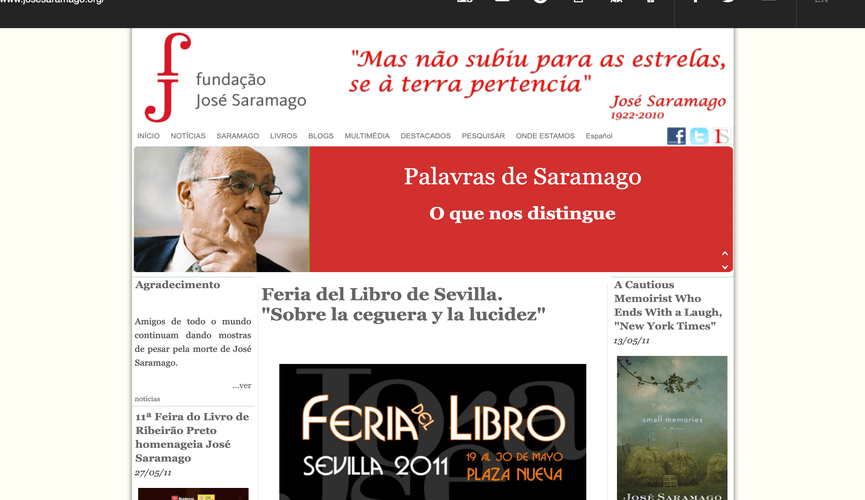 www.josesaramago.org/
EN
fundação
José Saramago
"Mas não subiu para as estrelas,
se à terra pertencia"
José Saramago
1922-2010
INÍCIO NOTÍCIAS SARAMAGO LIVROS BLOGS MULTIMÉDIA DESTACADOS PESQUISAR ONDE ESTAMOS Español
Palavras de Saramago
O que nos distingue
Agradecimento
Amigos de todo o mundo
continuam dando mostras
de pesar pela morte de José
Saramago.
...ver
noticias
11ª Feira do Livro de
Ribeirão Preto
homenageia José
Saramago
27/05/11
Feria del Libro de Sevilla.
"Sobre la ceguera y la lucidez"
FERIA DEL LIBRO
SEVILLA 2011
19 AL 30 DE MAYO
PLAZA NUEVA
A Cautious
Memoirist Who
Ends With a Laugh,
"New York Times"
13/05/11
small memories
JOSÉ SARAMAGO